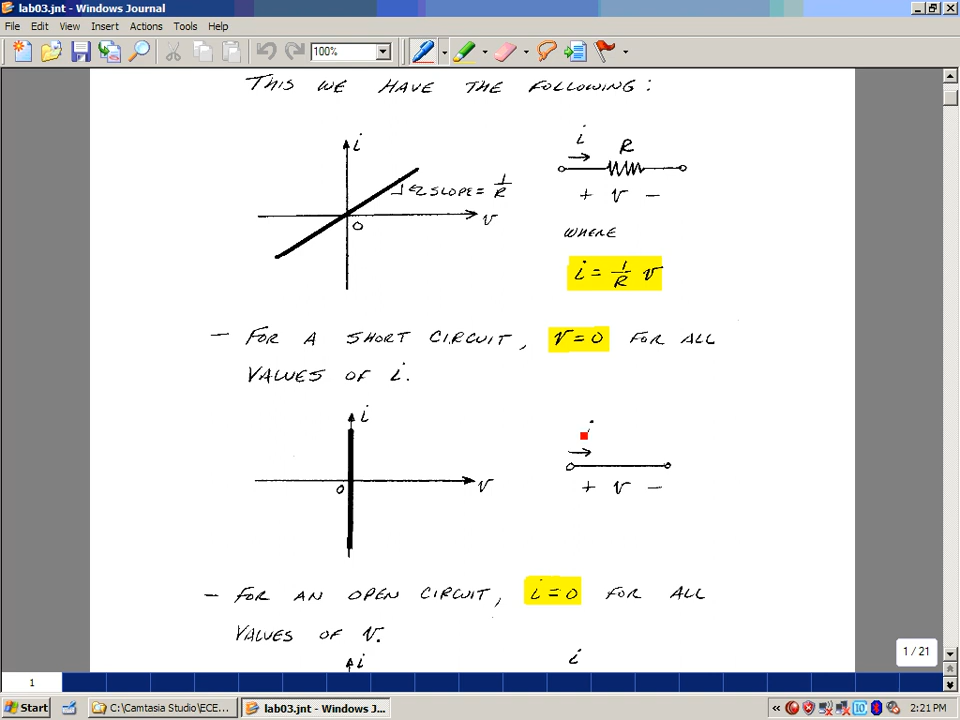 lab03.jnt - Windows Journal
File Edit View Insert Actions Tools Help
100%
THIS WE HAVE THE FOLLOWING:
i
i
R
SLOPE = 1/R
v
0
+ v -
WHERE
i = 1/R v
- FOR A SHORT CIRCUIT, v = 0 FOR ALL
VALUES OF i.
i
i
0
v
+ v -
- FOR AN OPEN CIRCUIT, i = 0 FOR ALL
VALUES OF v.
i
i
1 / 21
1
Start
C:\Camtasia Studio\ECE...
lab03.jnt - Windows J...
2:21 PM